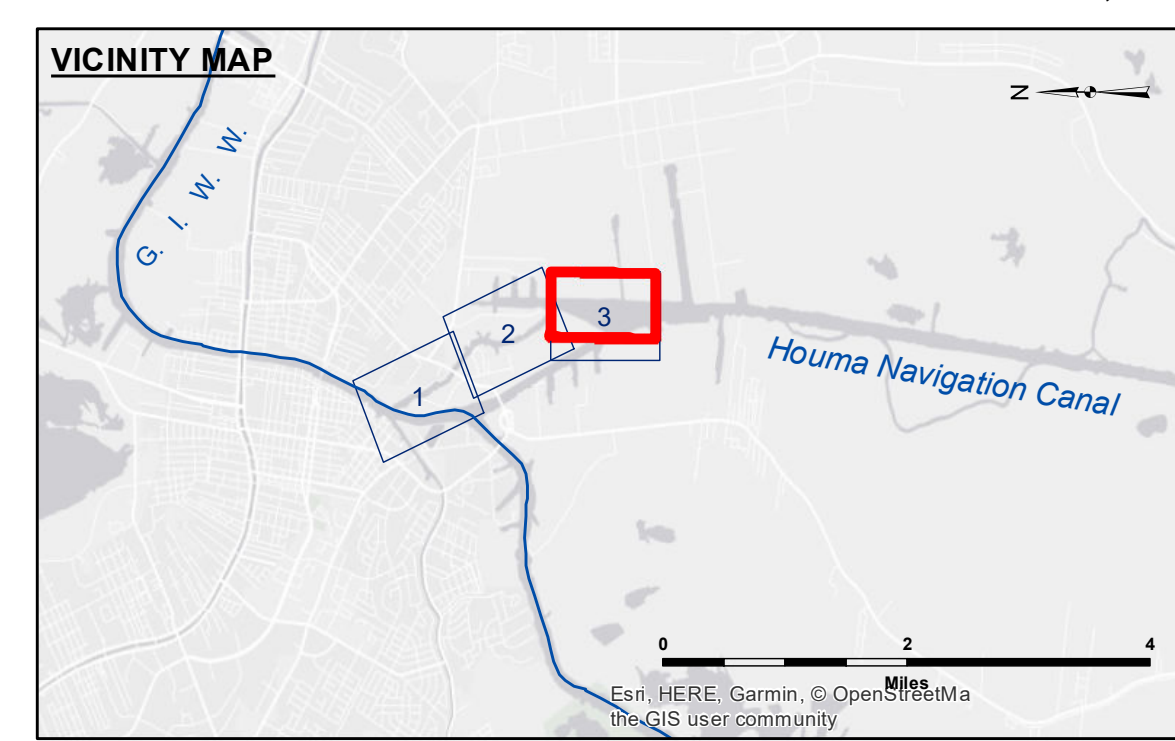 VICINITY MAP
N
G. I. W. W.
1
2
3
Houma Navigation Canal
0 2 4
Miles
Esri, HERE, Garmin, © OpenStreetMa
the GIS user community